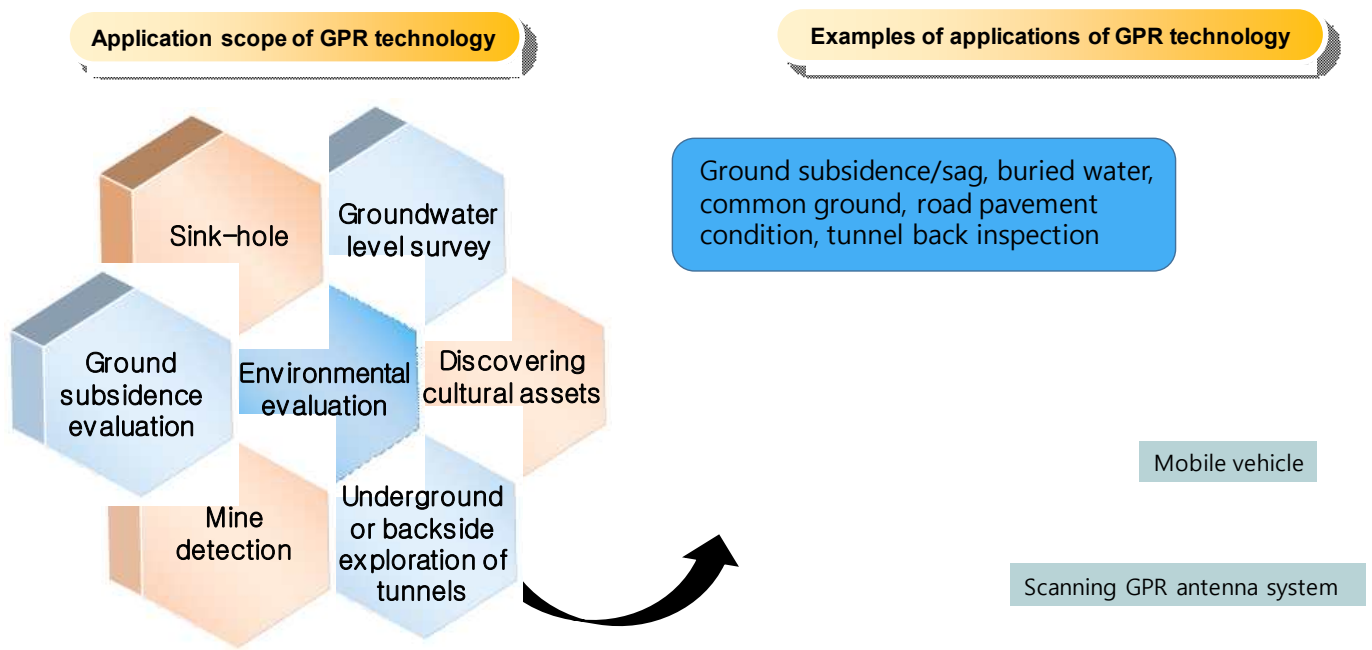 Application scope of GPR technology
Examples of applications of GPR technology
Sink-hole
Groundwater
level survey
Ground
subsidence
evaluation
Environmental
evaluation
Discovering
cultural assets
Mine
detection
Underground
or backside
exploration of
tunnels
Ground subsidence/sag, buried water,
common ground, road pavement
condition, tunnel back inspection
Mobile vehicle
Scanning GPR antenna system